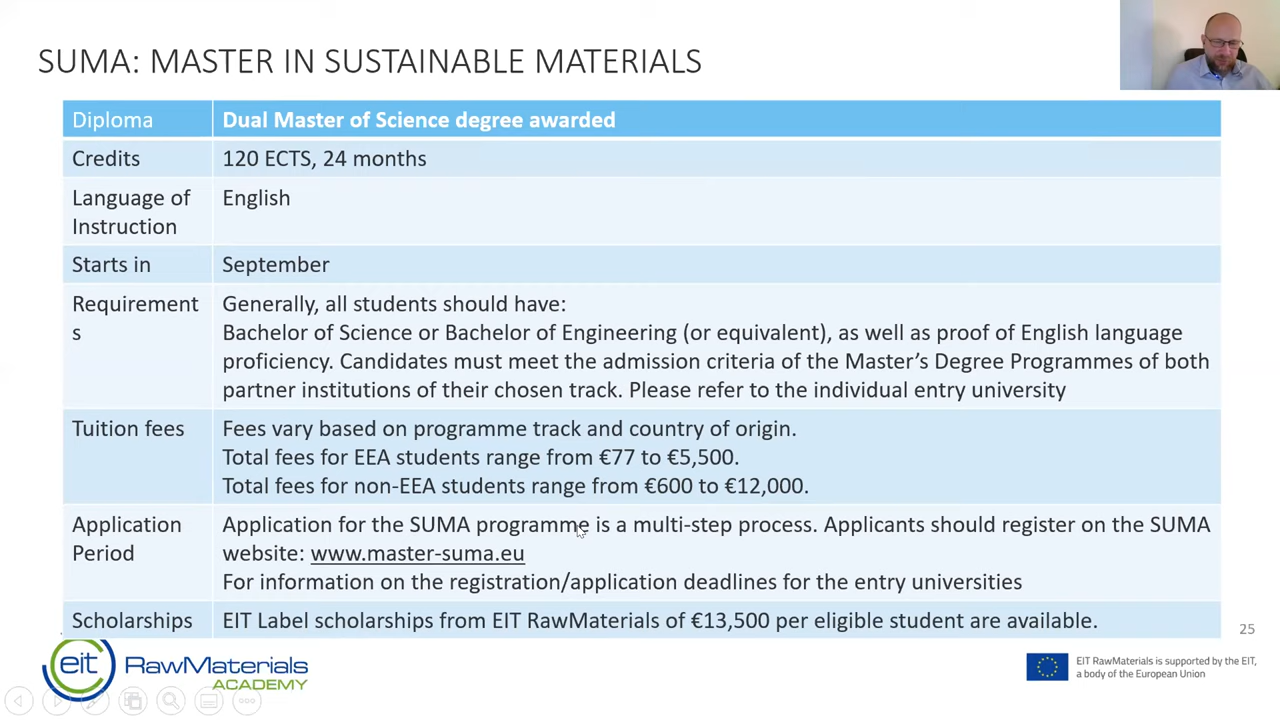 SUMA: MASTER IN SUSTAINABLE MATERIALS
Diploma
Dual Master of Science degree awarded
Credits
120 ECTS, 24 months
Language of
Instruction
English
Starts in
September
Requirement
s
Generally, all students should have:
Bachelor of Science or Bachelor of Engineering (or equivalent), as well as proof of English language
proficiency. Candidates must meet the admission criteria of the Master’s Degree Programmes of both
partner institutions of their chosen track. Please refer to the individual entry university
Tuition fees
Fees vary based on programme track and country of origin.
Total fees for EEA students range from €77 to €5,500.
Total fees for non-EEA students range from €600 to €12,000.
Application
Period
Application for the SUMA programme is a multi-step process. Applicants should register on the SUMA
website: www.master-suma.eu
For information on the registration/application deadlines for the entry universities
Scholarships
EIT Label scholarships from EIT RawMaterials of €13,500 per eligible student are available.
25
eit RawMaterials
ACADEMY
EIT RawMaterials is supported by the EIT,
a body of the European Union